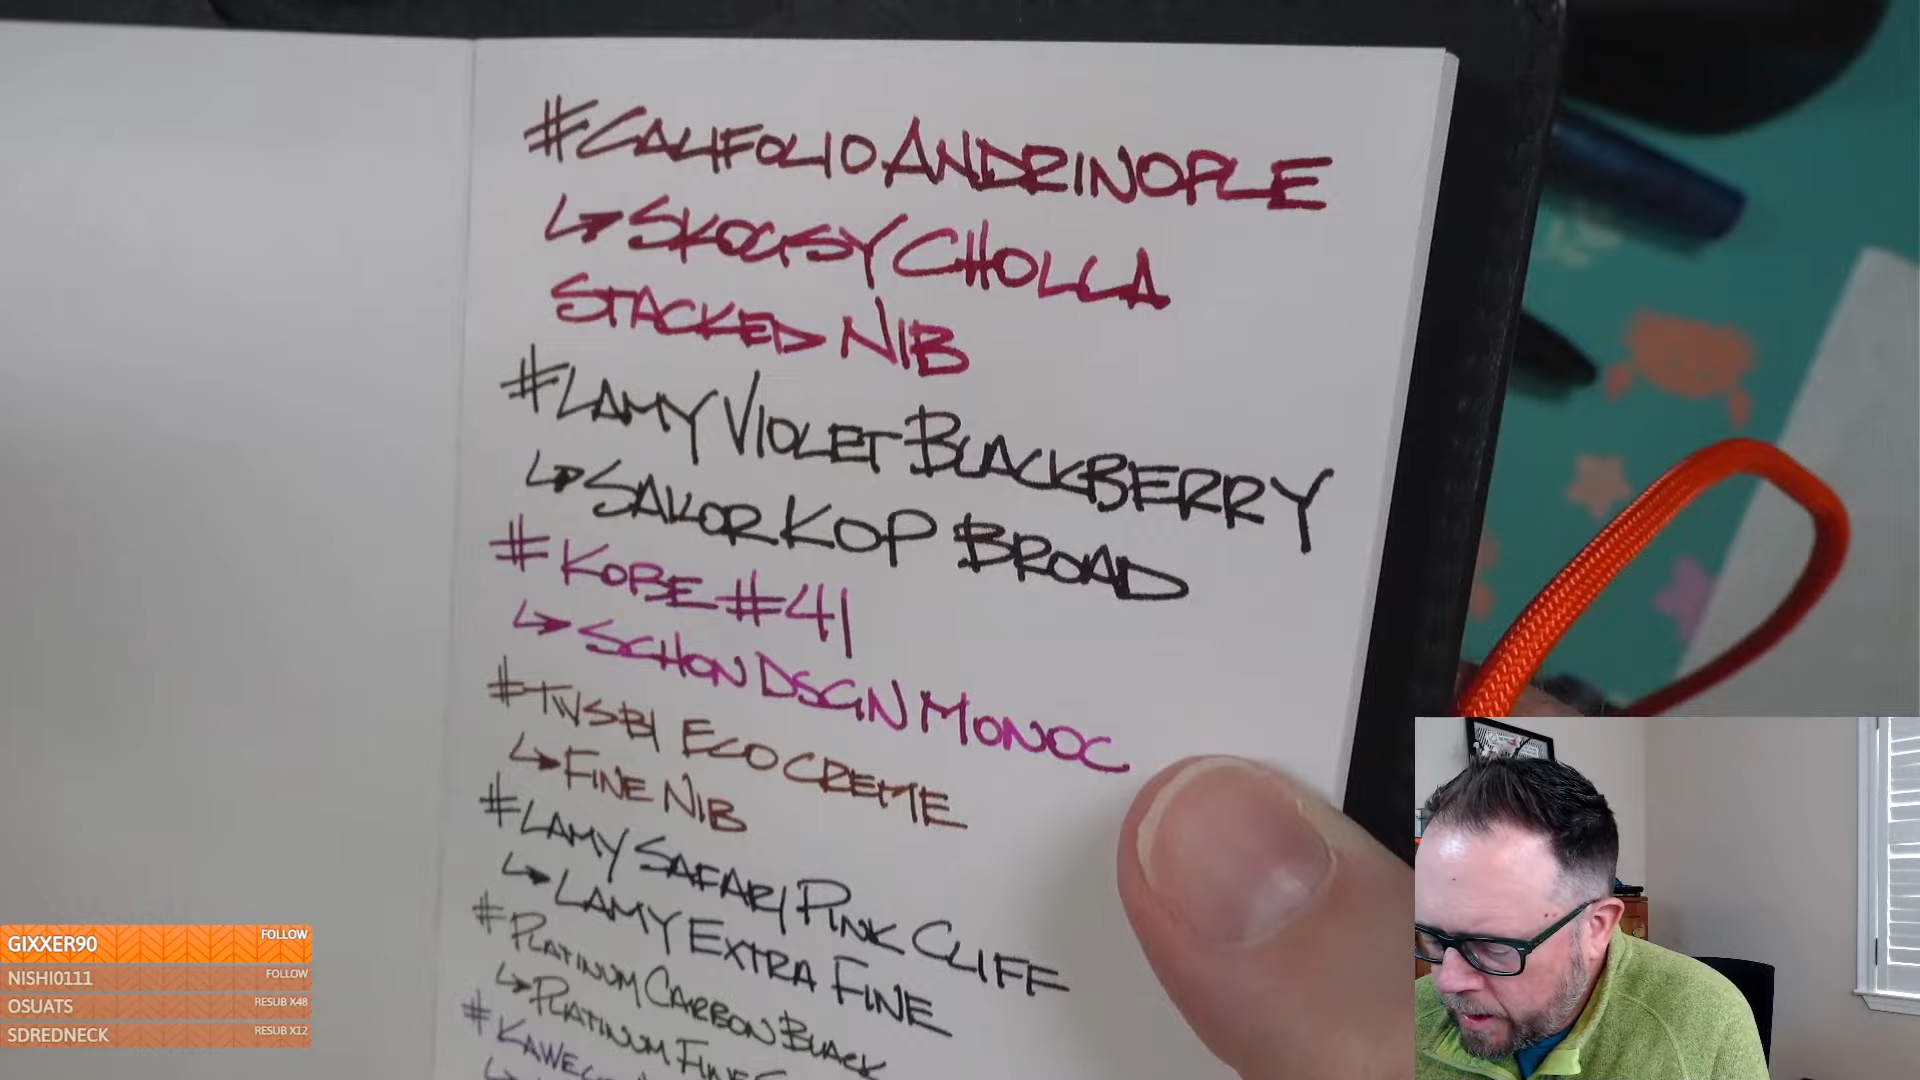 #CALIFOLIO ANDRINOPLE
↳SKOGSY CHOLLA
STACKED NIB
#LAMY VIOLET BLACKBERRY
↳SAILOR KOP BROAD
#KOBE #41
↳SCHON DSGN MONOC
#TWSBI ECO CREME
↳FINE NIB
#LAMY SAFARI PINK CLIFF
↳LAMY EXTRA FINE
#PLATINUM CARBON BLACK
↳PLATINUM FINE
#KAWECO
GIXXER90 FOLLOW
NISHI0111 FOLLOW
OSUATS RESUB X48
SDREDNECK RESUB X12